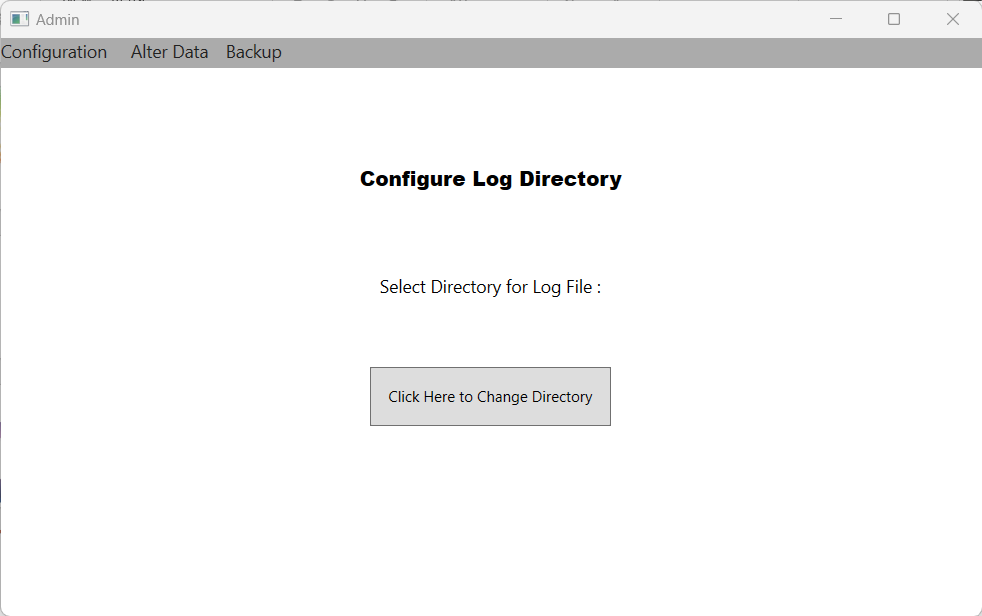 Admin
Configuration Alter Data Backup
Configure Log Directory
Select Directory for Log File :
Click Here to Change Directory